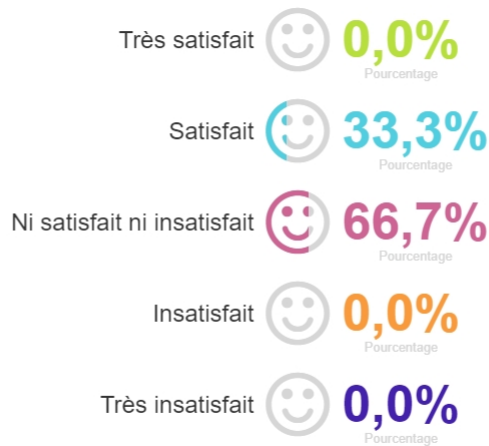 Très satisfait 0,0%
Pourcentage
Satisfait 33,3%
Pourcentage
Ni satisfait ni insatisfait 66,7%
Pourcentage
Insatisfait 0,0%
Pourcentage
Très insatisfait 0,0%
Pourcentage